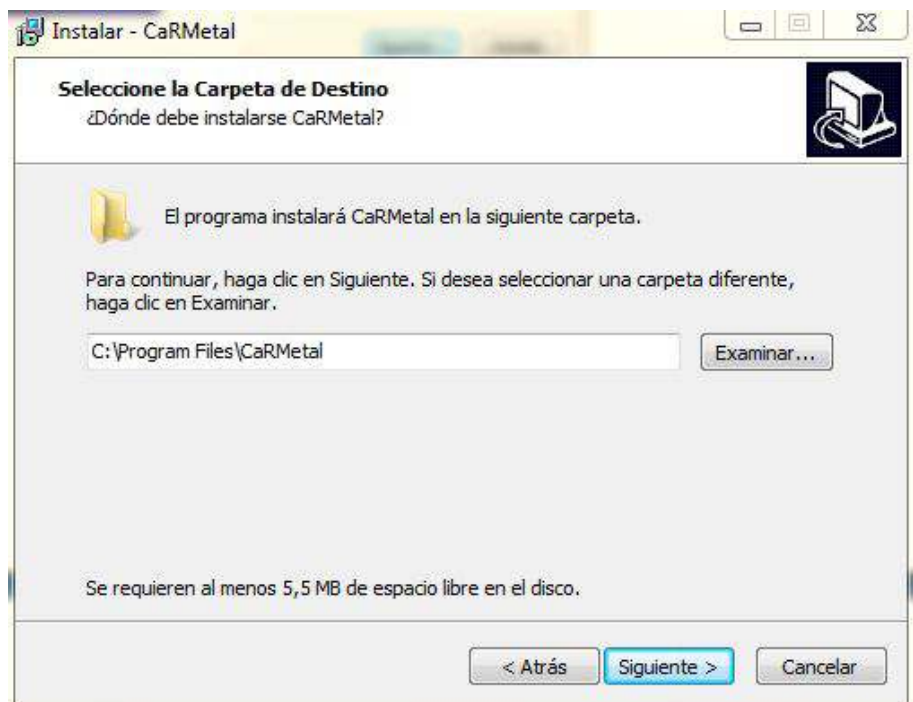 Instalar - CaRMetal
Seleccione la Carpeta de Destino
¿Dónde debe instalarse CaRMetal?
El programa instalará CaRMetal en la siguiente carpeta.
Para continuar, haga clic en Siguiente. Si desea seleccionar una carpeta diferente,
haga clic en Examinar.
C:\Program Files\CaRMetal
Examinar...
Se requieren al menos 5,5 MB de espacio libre en el disco.
< Atrás
Siguiente >
Cancelar